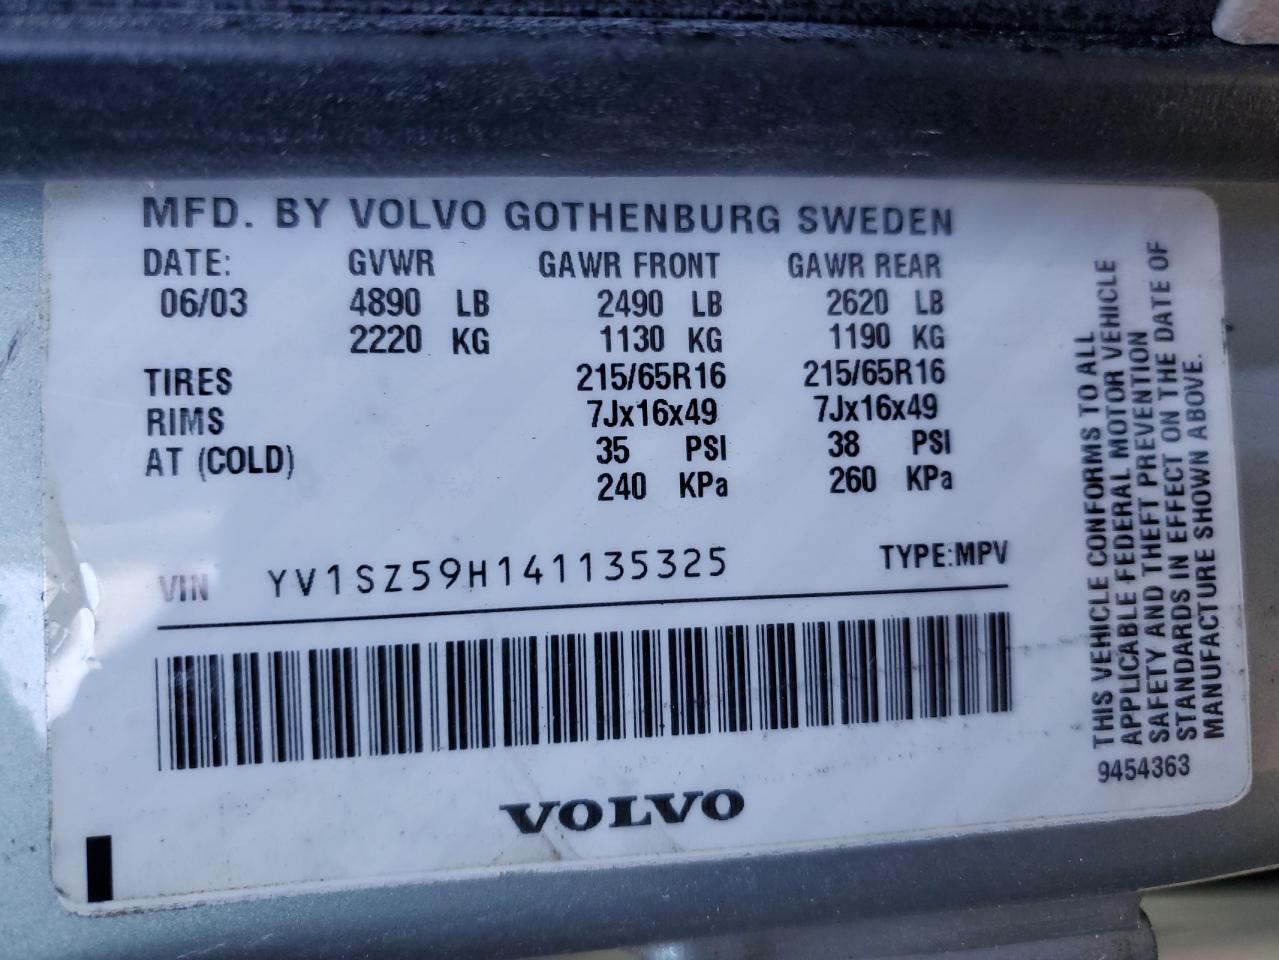 MFD. BY VOLVO GOTHENBURG SWEDEN
DATE: GVWR GAWR FRONT GAWR REAR
06/03 4890 LB 2490 LB 2620 LB
2220 KG 1130 KG 1190 KG
TIRES 215/65R16 215/65R16
RIMS 7Jx16x49 7Jx16x49
AT (COLD) 35 PSI 38 PSI
240 KPa 260 KPa
VIN YV1SZ59H141135325 TYPE:MPV
VOLVO
THIS VEHICLE CONFORMS TO ALL
APPLICABLE FEDERAL MOTOR VEHICLE
SAFETY AND THEFT PREVENTION
STANDARDS IN EFFECT ON THE DATE OF
MANUFACTURE SHOWN ABOVE.
9454363